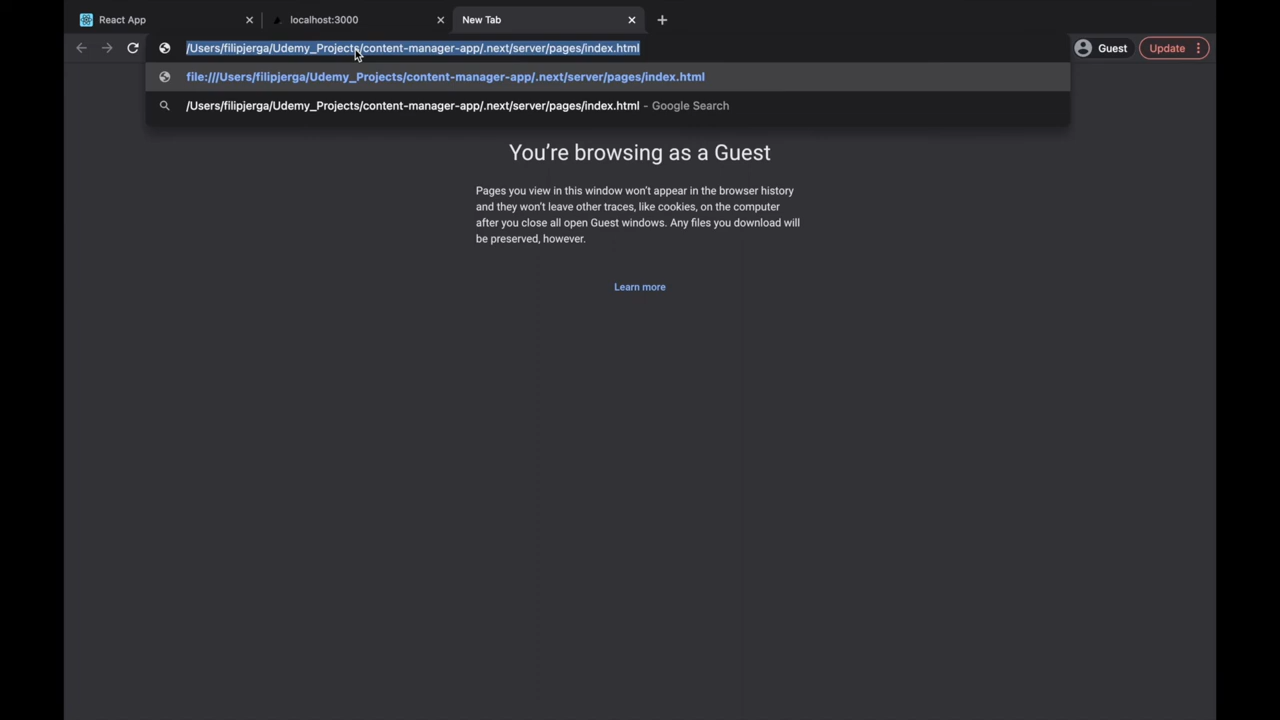 React App
localhost:3000
New Tab
/Users/filipjerga/Udemy_Projects/content-manager-app/.next/server/pages/index.html
Guest
Update
file:///Users/filipjerga/Udemy_Projects/content-manager-app/.next/server/pages/index.html
/Users/filipjerga/Udemy_Projects/content-manager-app/.next/server/pages/index.html - Google Search
You're browsing as a Guest
Pages you view in this window won't appear in the browser history
and they won't leave other traces, like cookies, on the computer
after you close all open Guest windows. Any files you download will
be preserved, however.
Learn more